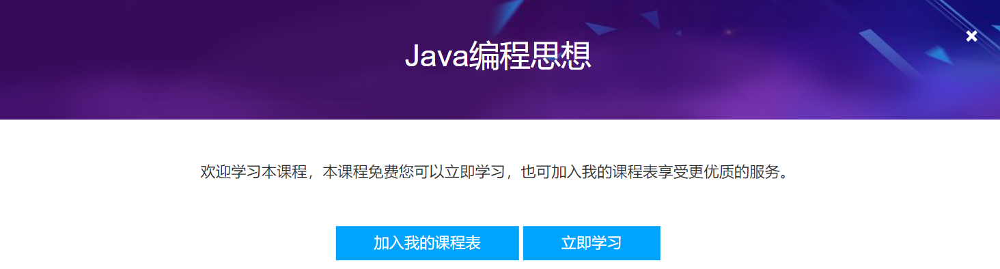 Java编程思想
欢迎学习本课程，本课程免费您可以立即学习，也可加入我的课程表享受更优质的服务。
加入我的课程表
立即学习